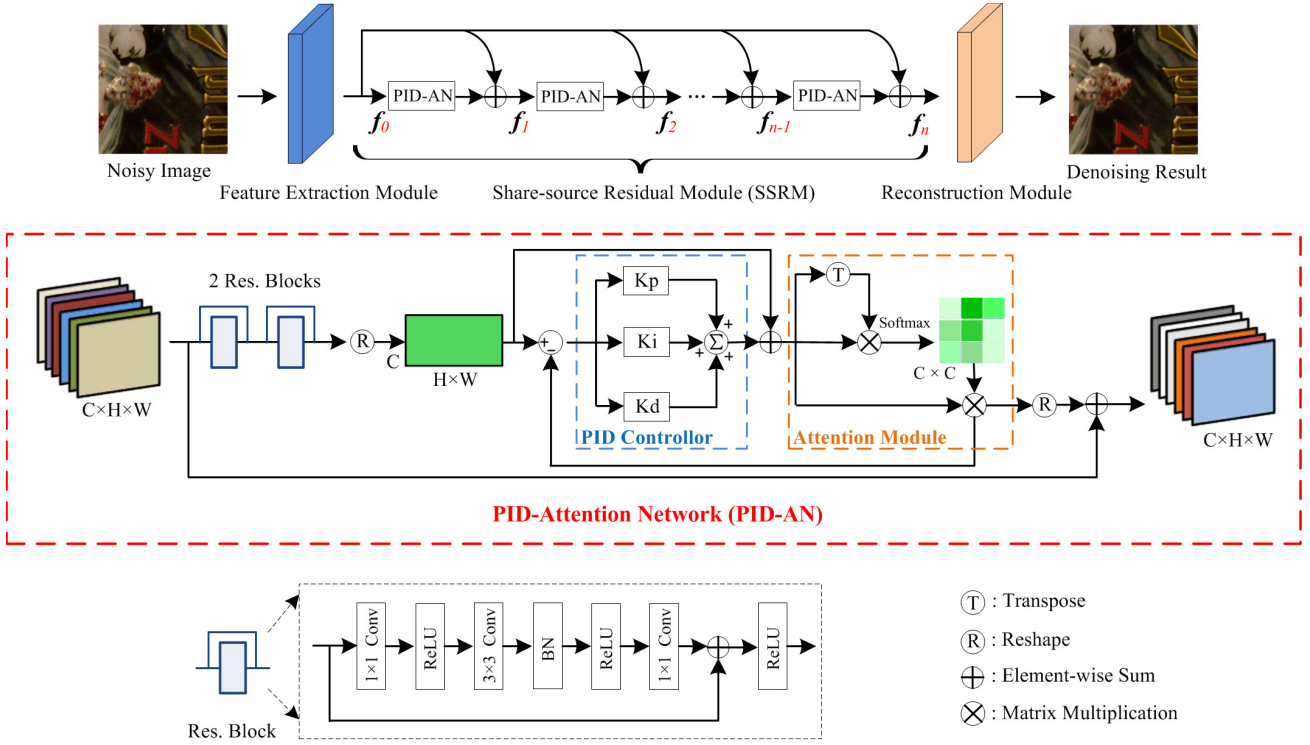 Noisy Image
Feature Extraction Module
f0
PID-AN
f1
PID-AN
f2
...
fn-1
PID-AN
fn
Share-source Residual Module (SSRM)
Reconstruction Module
Denoising Result
C×H×W
2 Res. Blocks
R
C
H×W
+
−
Kp
Ki
Kd
Σ
+
+
+
PID Controllor
T
Softmax
C × C
Attention Module
R
C×H×W
PID-Attention Network (PID-AN)
Res. Block
1×1 Conv
ReLU
3×3 Conv
BN
ReLU
1×1 Conv
ReLU
T : Transpose
R : Reshape
: Element-wise Sum
: Matrix Multiplication